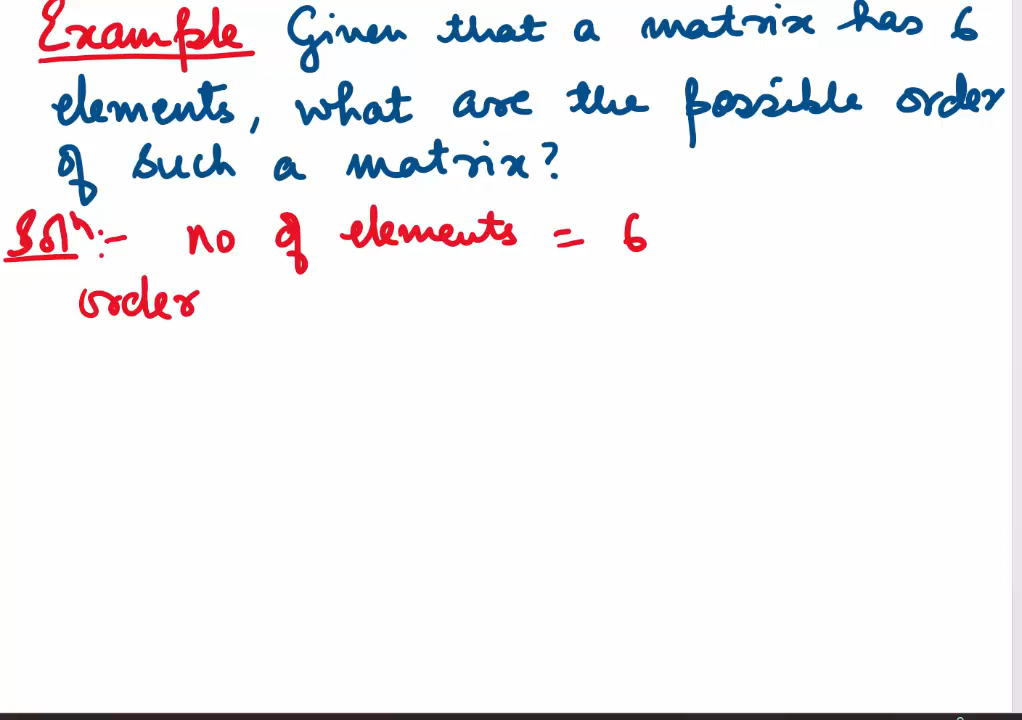 Example Given that a matrix has 6
elements, what are the possible order
of such a matrix?
Solⁿ:- no of elements = 6
order